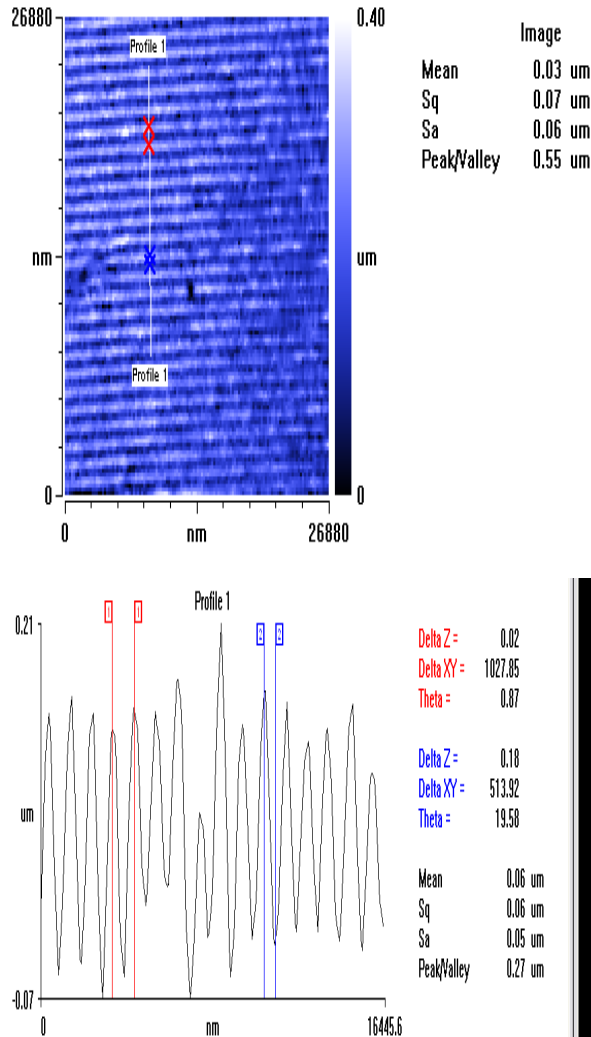 26880
0.40
Image
Profile 1
Mean 0.03 um
Sq 0.07 um
Sa 0.06 um
Peak/Valley 0.55 um
nm
um
Profile 1
0
0
0 nm 26880
Profile 1
0.21
Delta Z = 0.02
Delta XY = 1027.85
Theta = 0.87
Delta Z = 0.18
um
Delta XY = 513.92
Theta = 19.58
Mean 0.06 um
Sq 0.06 um
Sa 0.05 um
Peak/Valley 0.27 um
-0.07
0 nm 16445.6